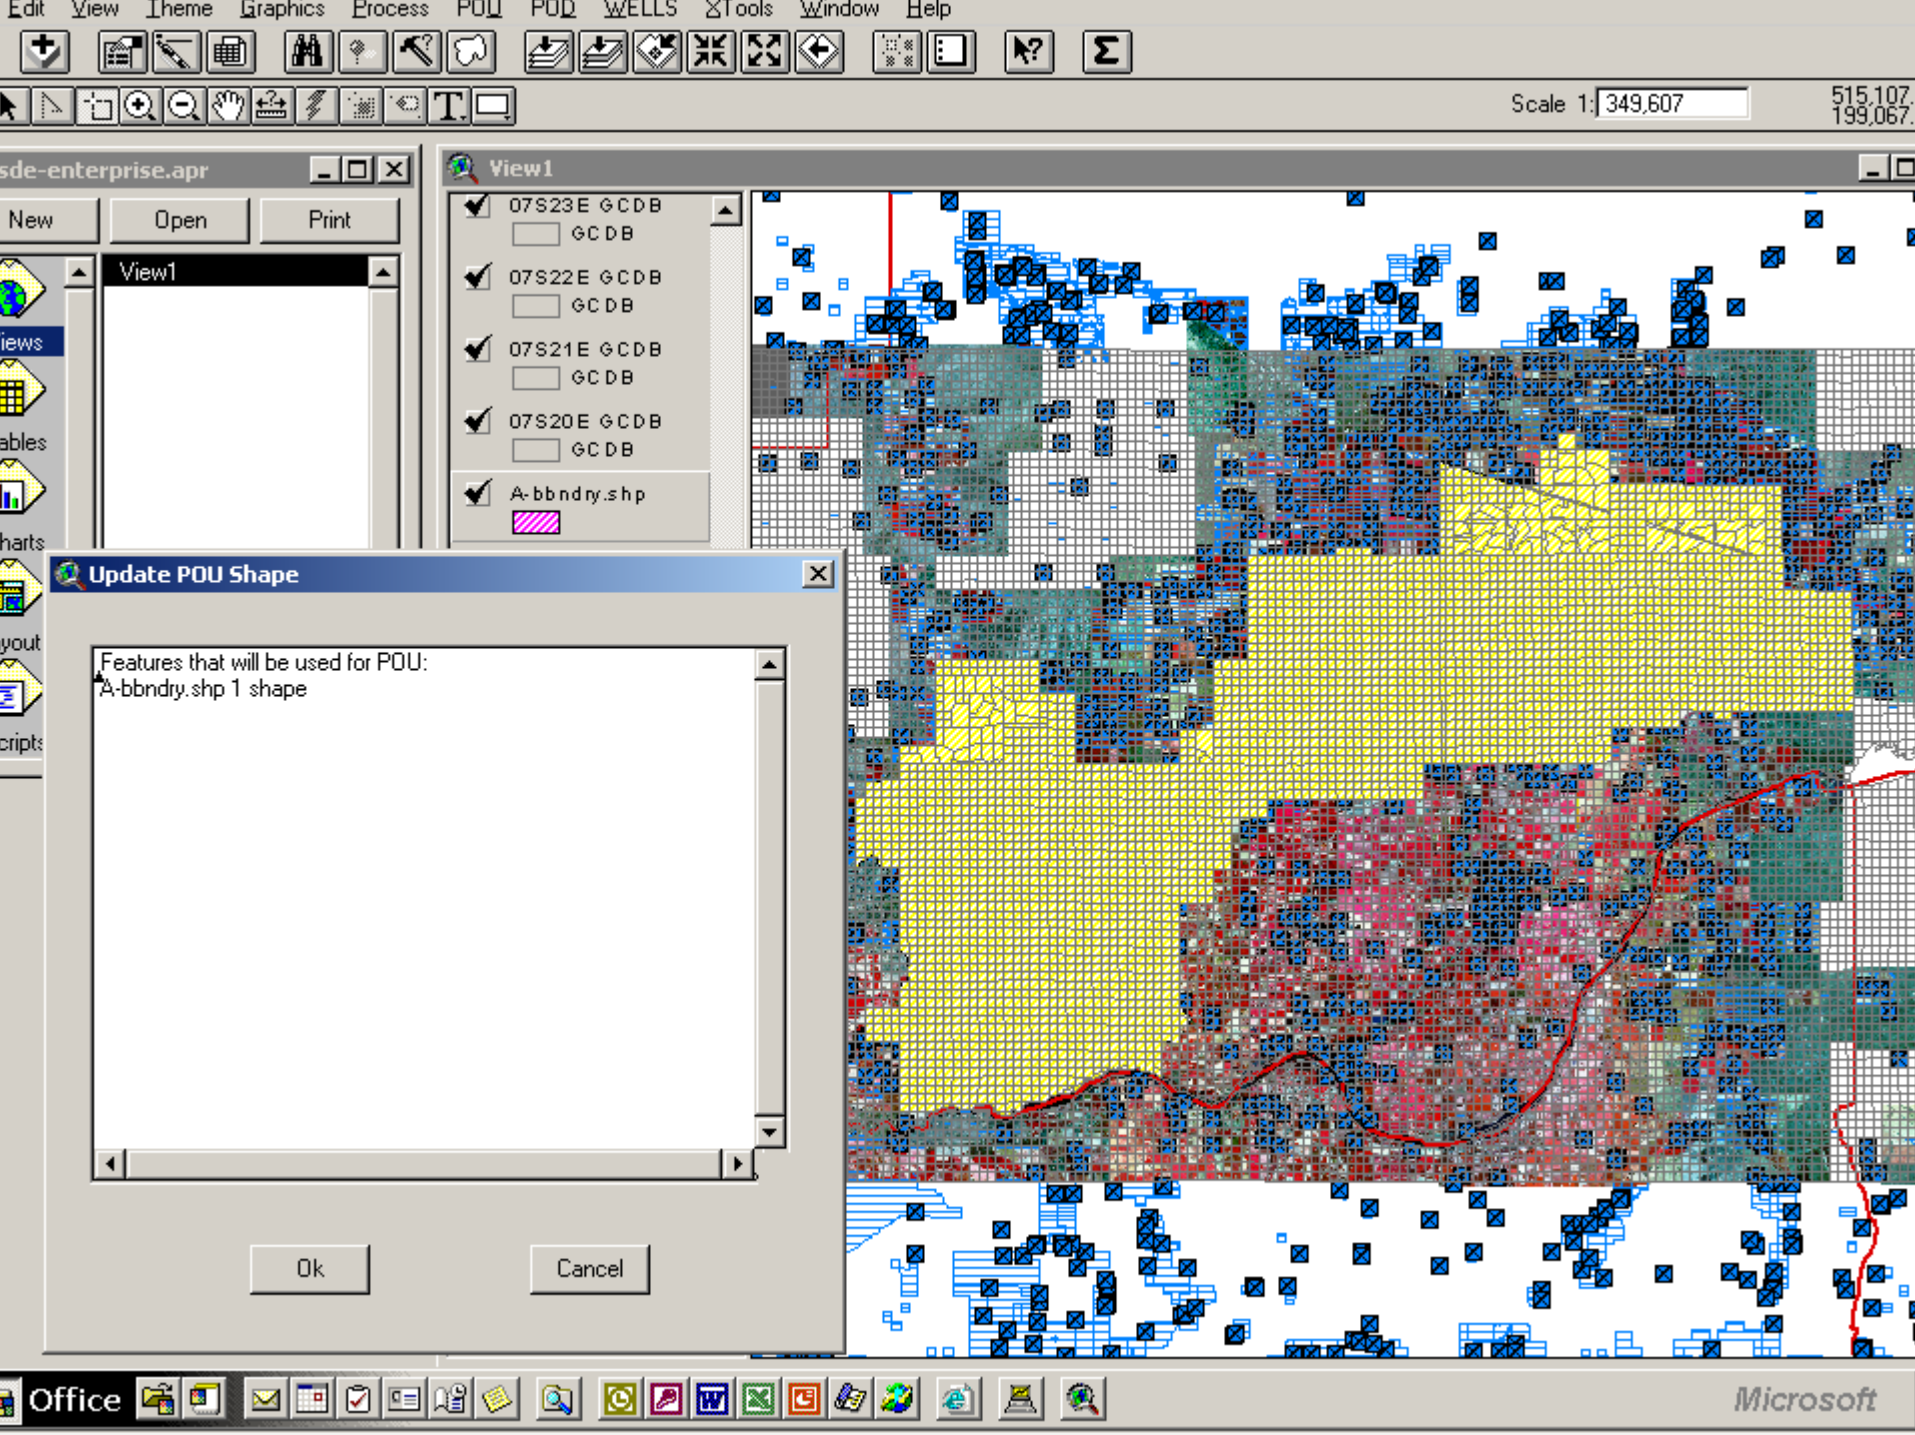 Edit View Theme Graphics Process POU POD WELLS XTools Window Help
Scale 1: 349,607
515,107.
199,067.
sde-enterprise.apr
New Open Print
View1
iews
ables
harts
yout
cripts
View1
07S23E GCDB
GCDB
07S22E GCDB
GCDB
07S21E GCDB
GCDB
07S20E GCDB
GCDB
A-bbndry.shp
Update POU Shape
Features that will be used for POU:
A-bbndry.shp 1 shape
Ok Cancel
Office
Microsoft